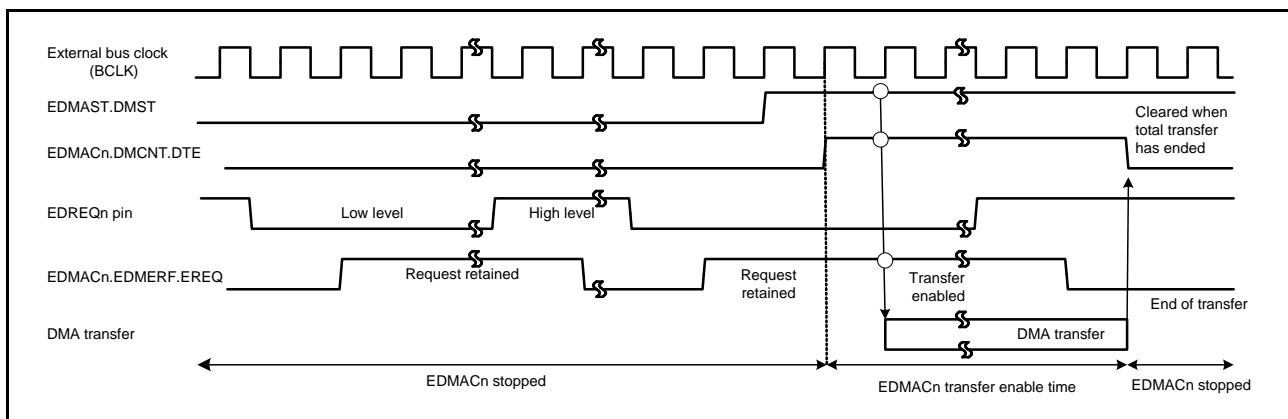 External bus clock
(BCLK)
EDMAST.DMST
Cleared when
total transfer
has ended
EDMACn.DMCNT.DTE
EDREQn pin
Low level
High level
EDMACn.EDMERF.EREQ
Request retained
Request
retained
Transfer
enabled
End of transfer
DMA transfer
DMA transfer
EDMACn stopped
EDMACn transfer enable time
EDMACn stopped